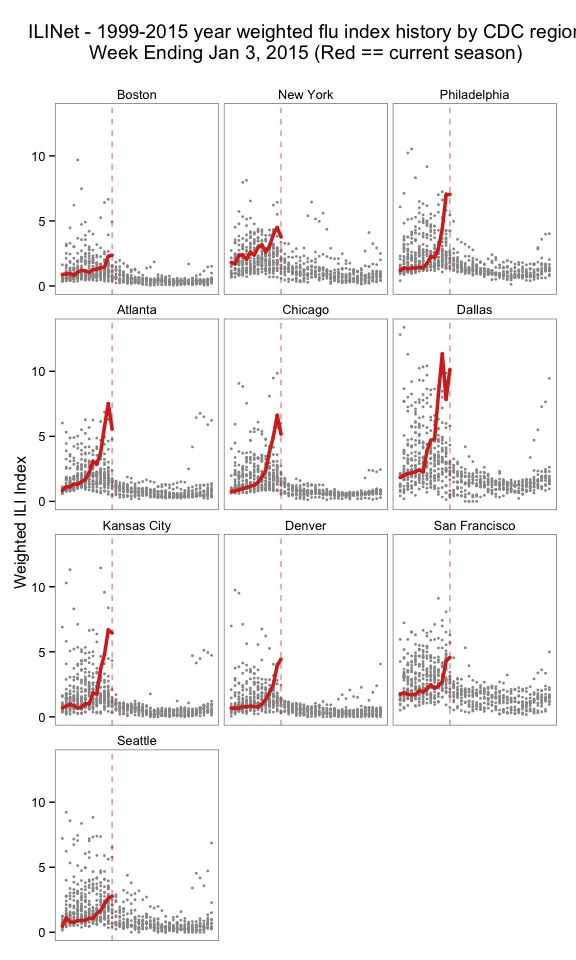 ILINet - 1999-2015 year weighted flu index history by CDC region
Week Ending Jan 3, 2015 (Red == current season)
Boston
New York
Philadelphia
10
5
0
Atlanta
Chicago
Dallas
10
5
0
Weighted ILI Index
Kansas City
Denver
San Francisco
10
5
0
Seattle
10
5
0